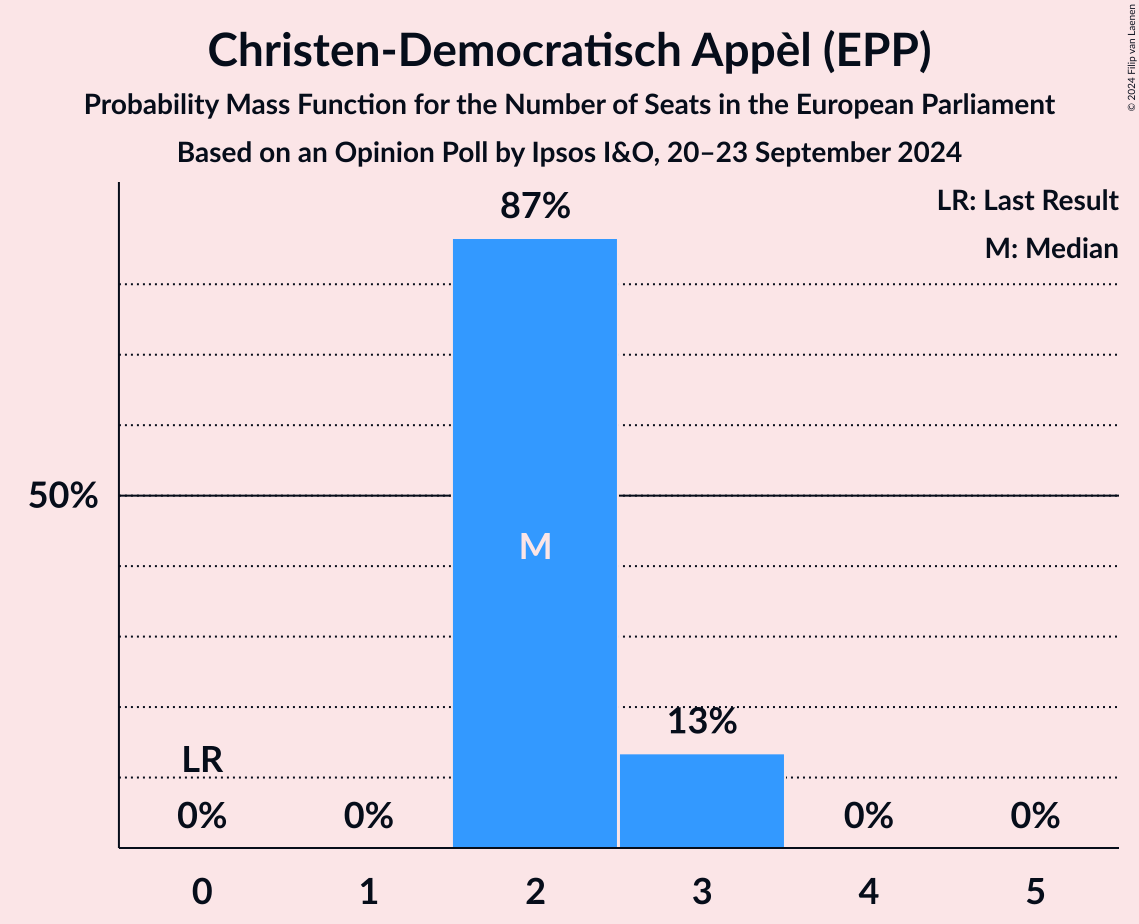 Christen-Democratisch Appèl (EPP)
Probability Mass Function for the Number of Seats in the European Parliament
Based on an Opinion Poll by Ipsos I&O, 20–23 September 2024
© 2024 Filip van Laenen
LR: Last Result
M: Median
87%
50%
M
13%
LR
0%
0%
0%
0%
0
1
2
3
4
5